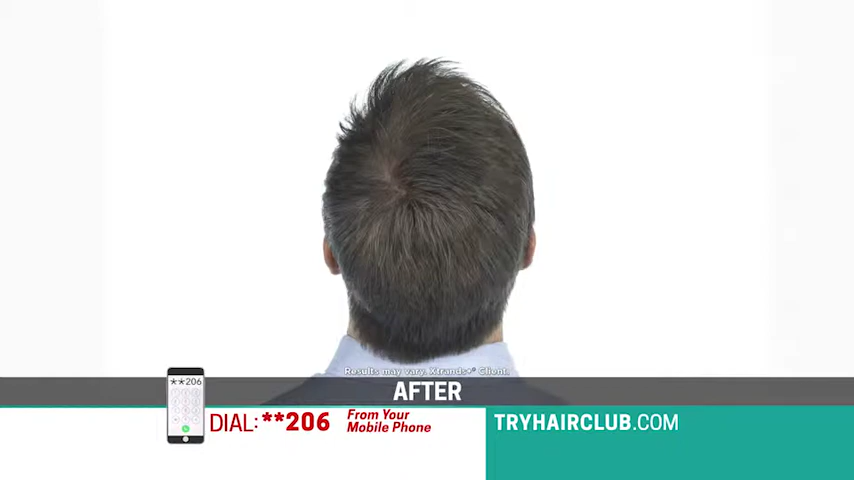 **206
Results may vary. Xtrands+® Client.
AFTER
DIAL: **206
From Your
Mobile Phone
TRYHAIRCLUB.COM